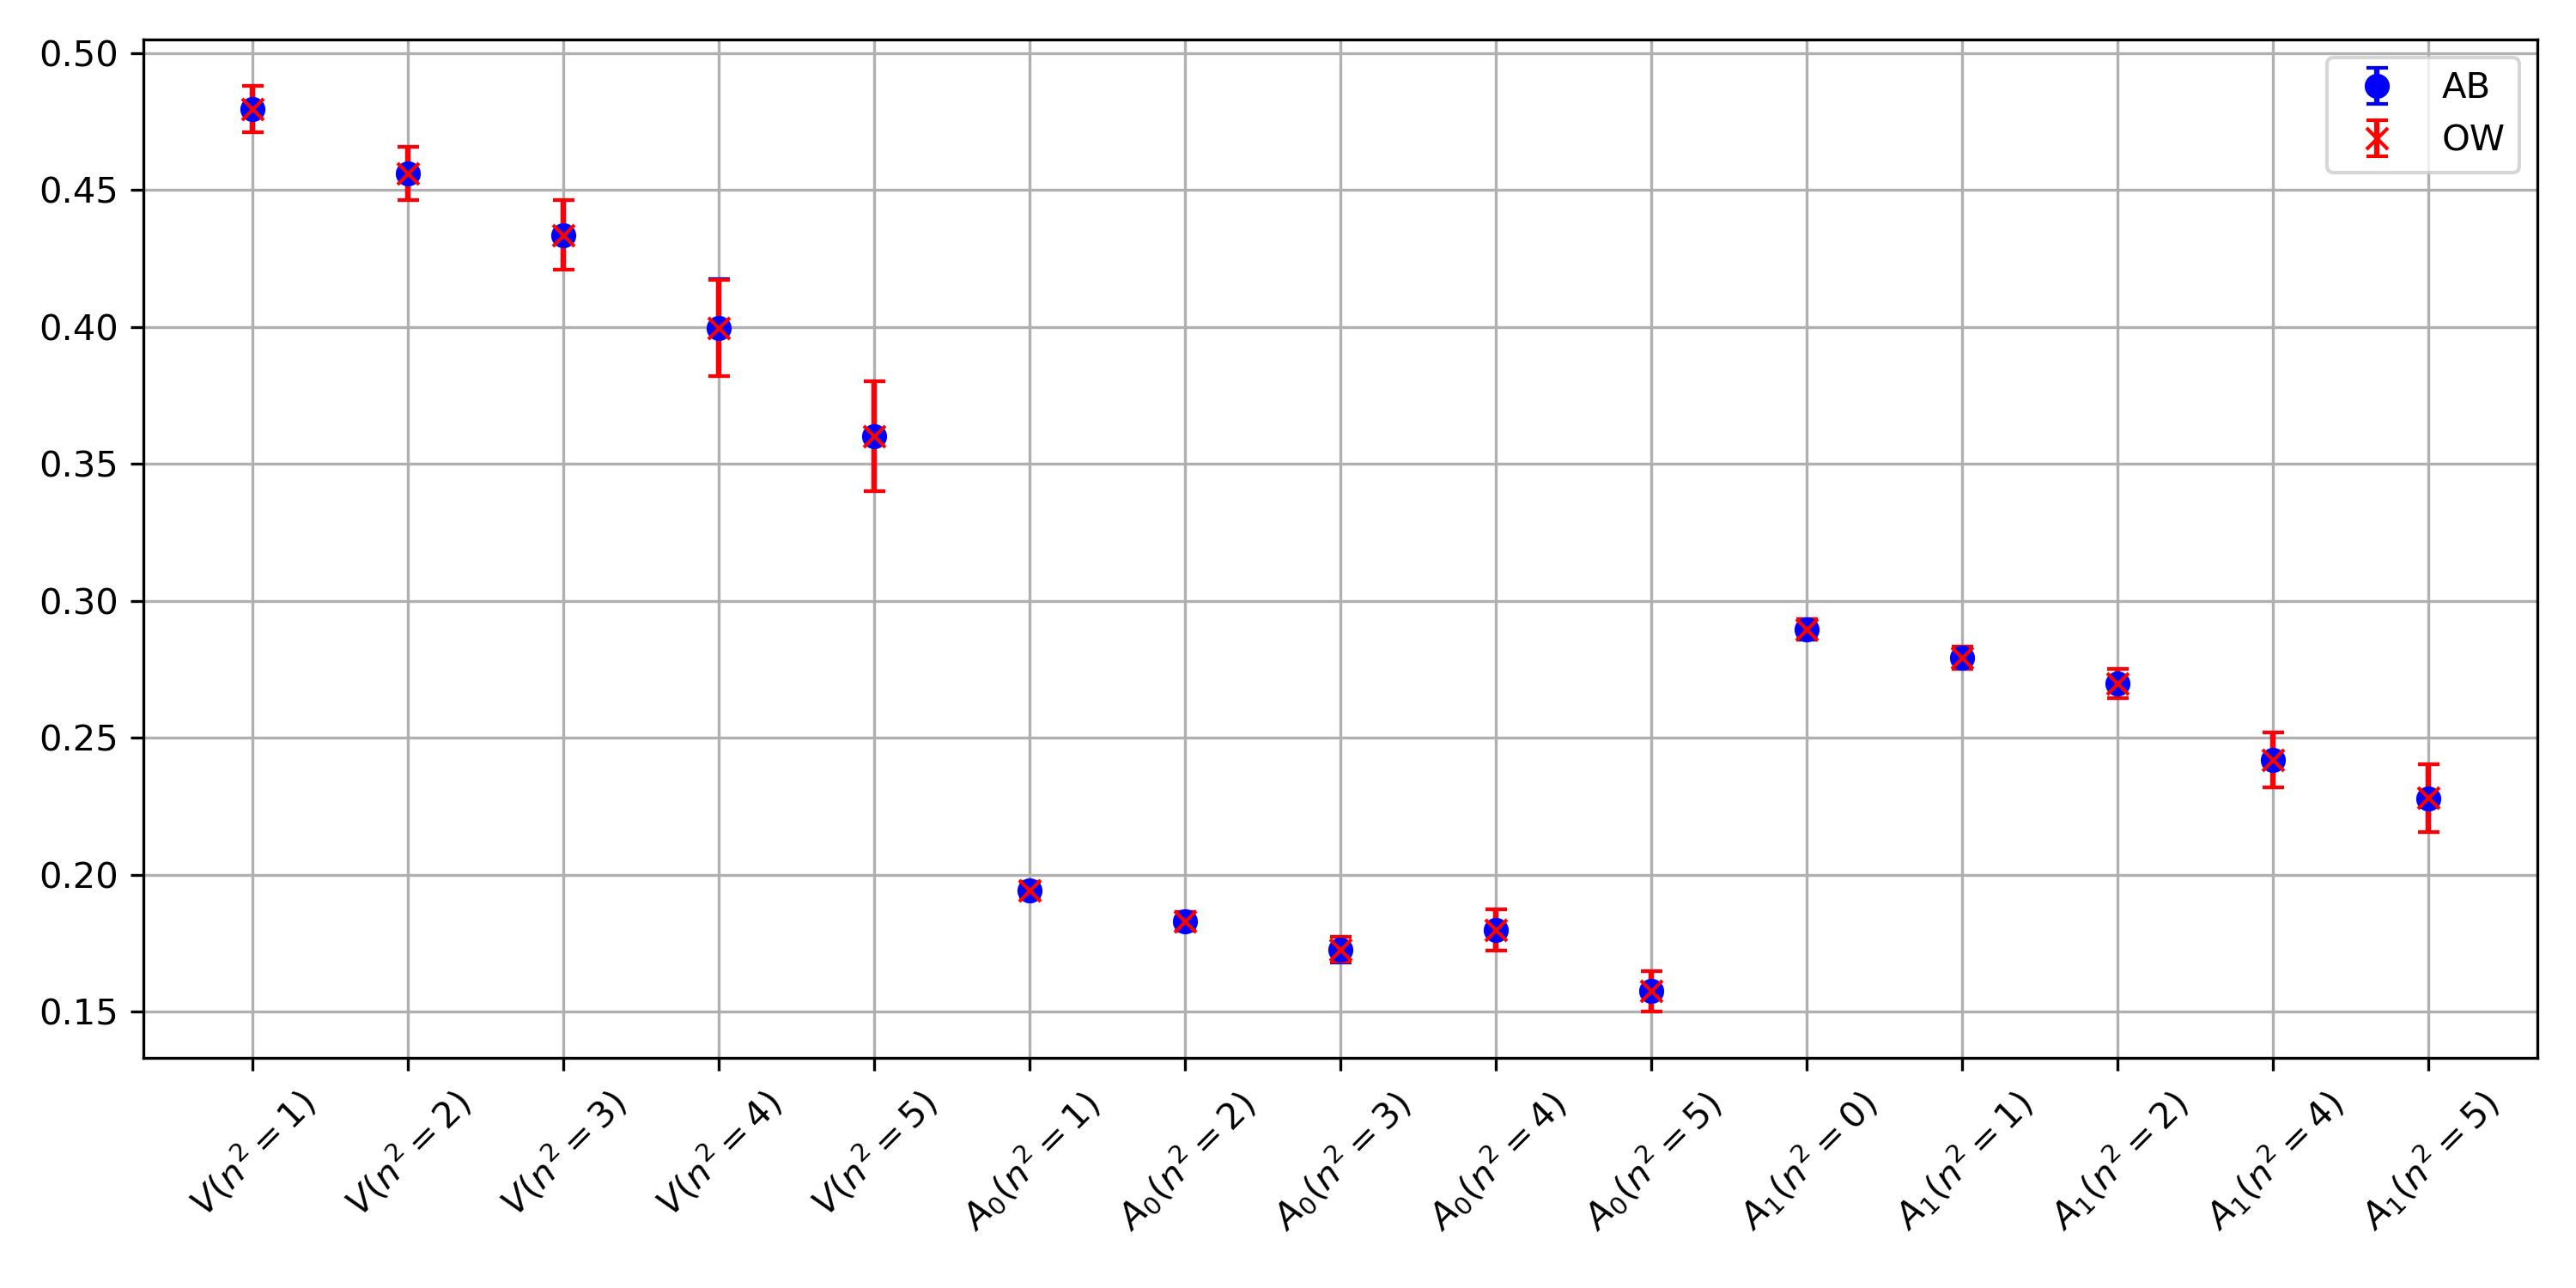 0.50
0.45
0.40
0.35
0.30
0.25
0.20
0.15
AB
OW
V(n² = 1)
V(n² = 2)
V(n² = 3)
V(n² = 4)
V(n² = 5)
A₀(n² = 1)
A₀(n² = 2)
A₀(n² = 3)
A₀(n² = 4)
A₀(n² = 5)
A₁(n² = 0)
A₁(n² = 1)
A₁(n² = 2)
A₁(n² = 4)
A₁(n² = 5)